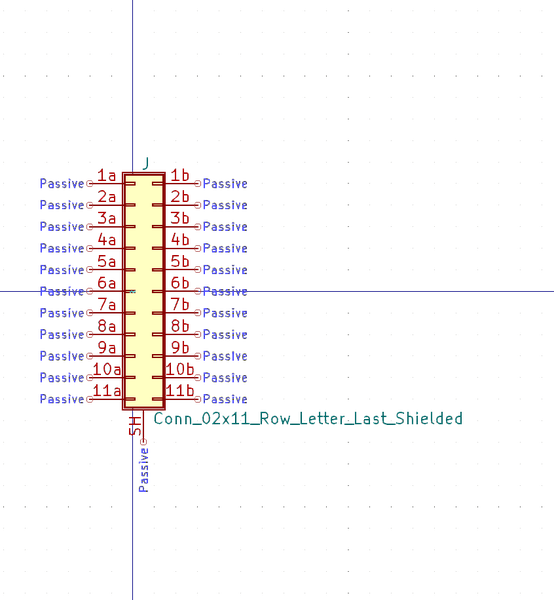 J
1a 1b
Passive Passive
2a 2b
Passive Passive
3a 3b
Passive Passive
4a 4b
Passive Passive
5a 5b
Passive Passive
6a 6b
Passive Passive
7a 7b
Passive Passive
8a 8b
Passive Passive
9a 9b
Passive Passive
10a 10b
Passive Passive
11a 11b
Passive Passive
Conn_02x11_Row_Letter_Last_Shielded
SH
Passive